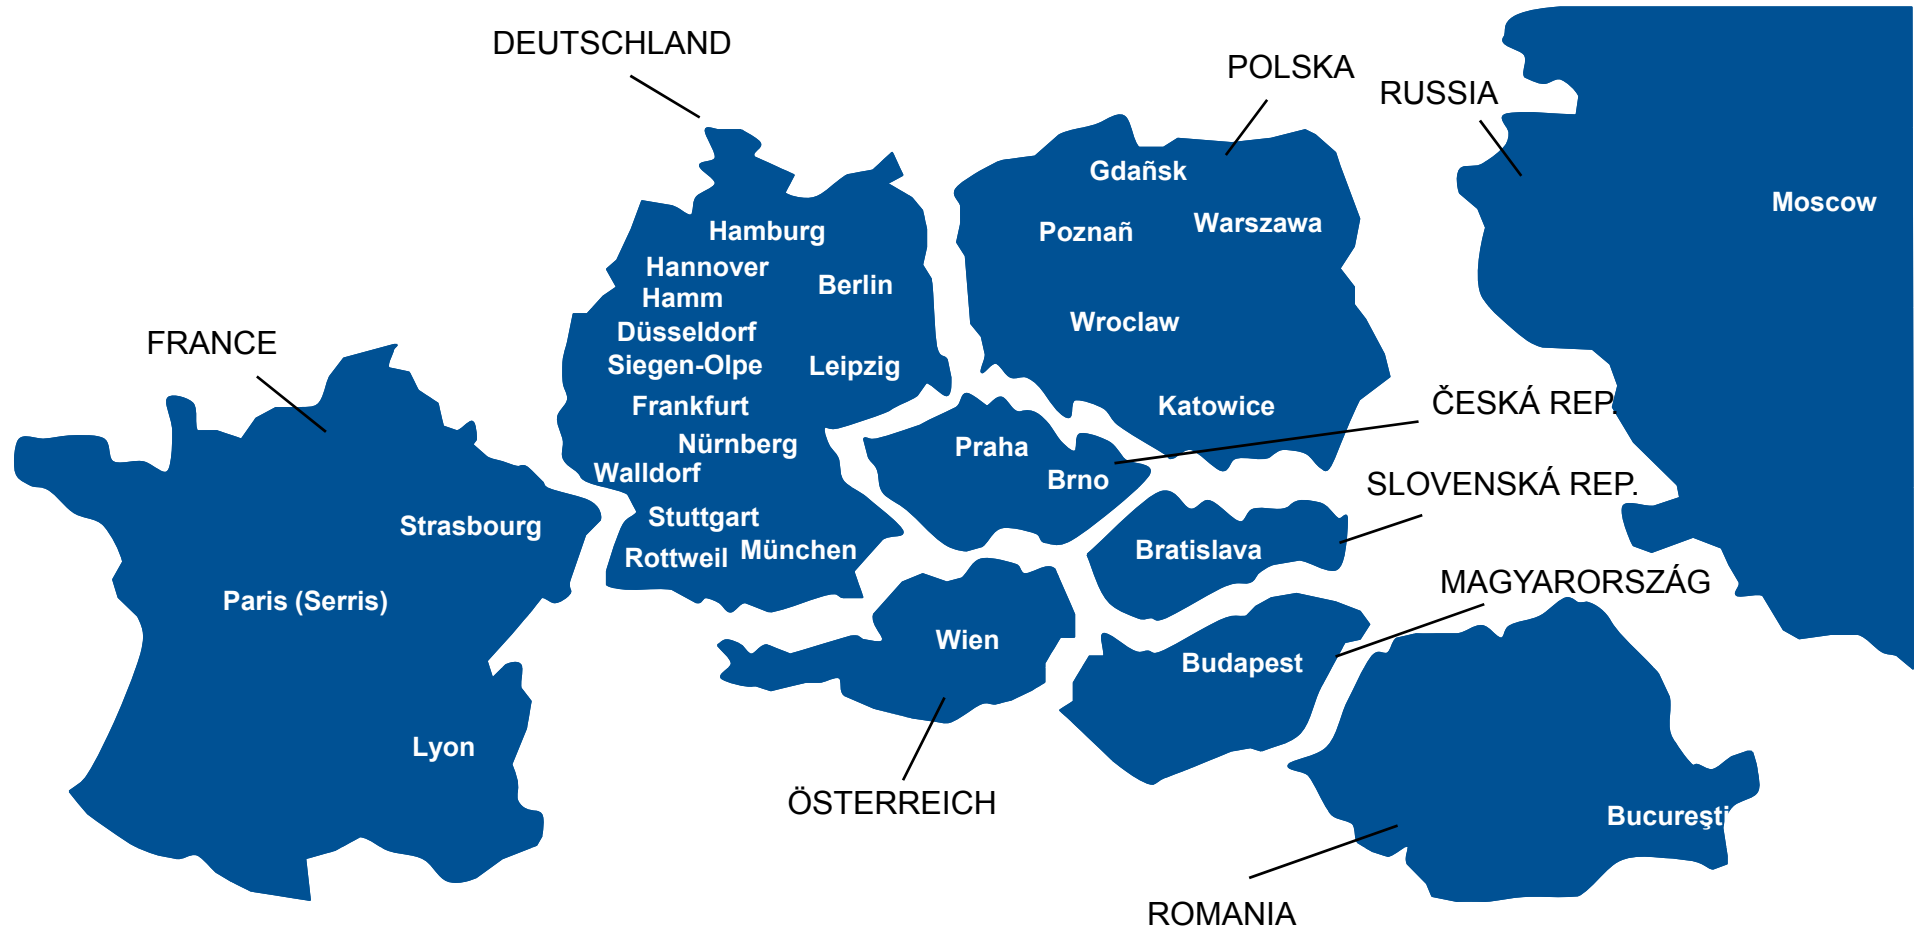 DEUTSCHLAND
POLSKA
RUSSIA
Gdañsk
Moscow
Hamburg
Poznañ
Warszawa
Hannover
Berlin
Hamm
Düsseldorf
Wroclaw
FRANCE
Siegen-Olpe
Leipzig
Frankfurt
Katowice
ČESKÁ REP.
Nürnberg
Praha
Walldorf
Brno
SLOVENSKÁ REP.
Stuttgart
Strasbourg
Rottweil
München
Bratislava
MAGYARORSZÁG
Paris (Serris)
Wien
Budapest
Lyon
ÖSTERREICH
Bucureşti
ROMANIA